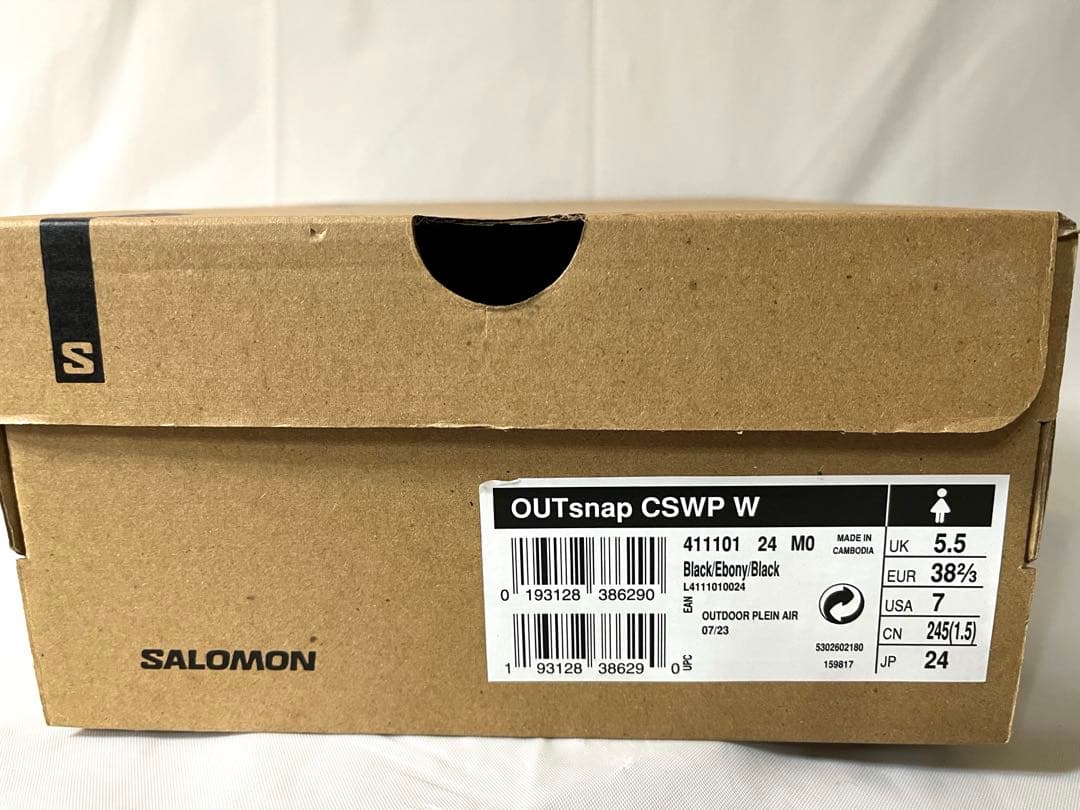 S
SALOMON
OUTsnap CSWP W
411101 24 M0
MADE IN
CAMBODIA
Black/Ebony/Black
L4111010024
0 193128 386290
EAN
OUTDOOR PLEIN AIR
07/23
1 93128 38629 0
UPC
5302602180
159817
UK 5.5
EUR 38⅔
USA 7
CN 245(1.5)
JP 24